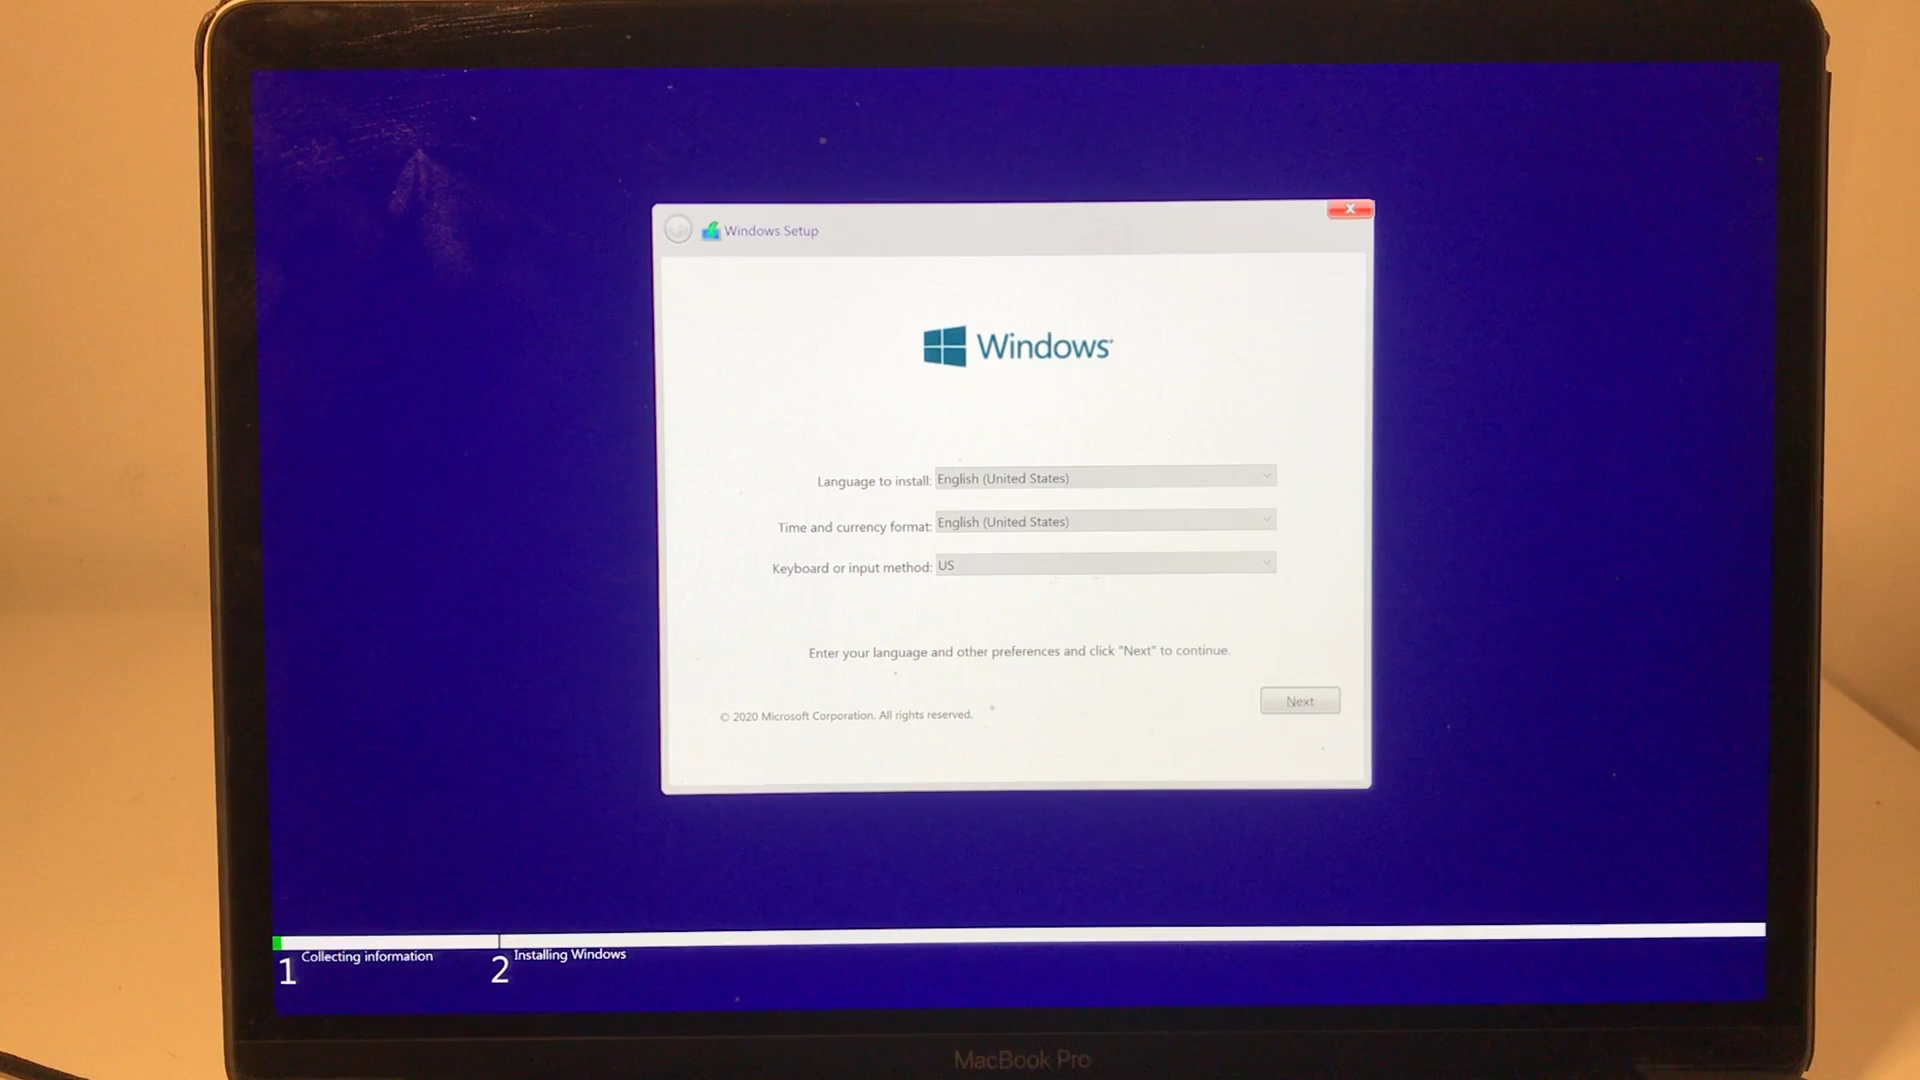 Windows Setup
x
Windows
Language to install: English (United States)
Time and currency format: English (United States)
Keyboard or input method: US
Enter your language and other preferences and click "Next" to continue.
Next
© 2020 Microsoft Corporation. All rights reserved.
1 Collecting information
2 Installing Windows
MacBook Pro